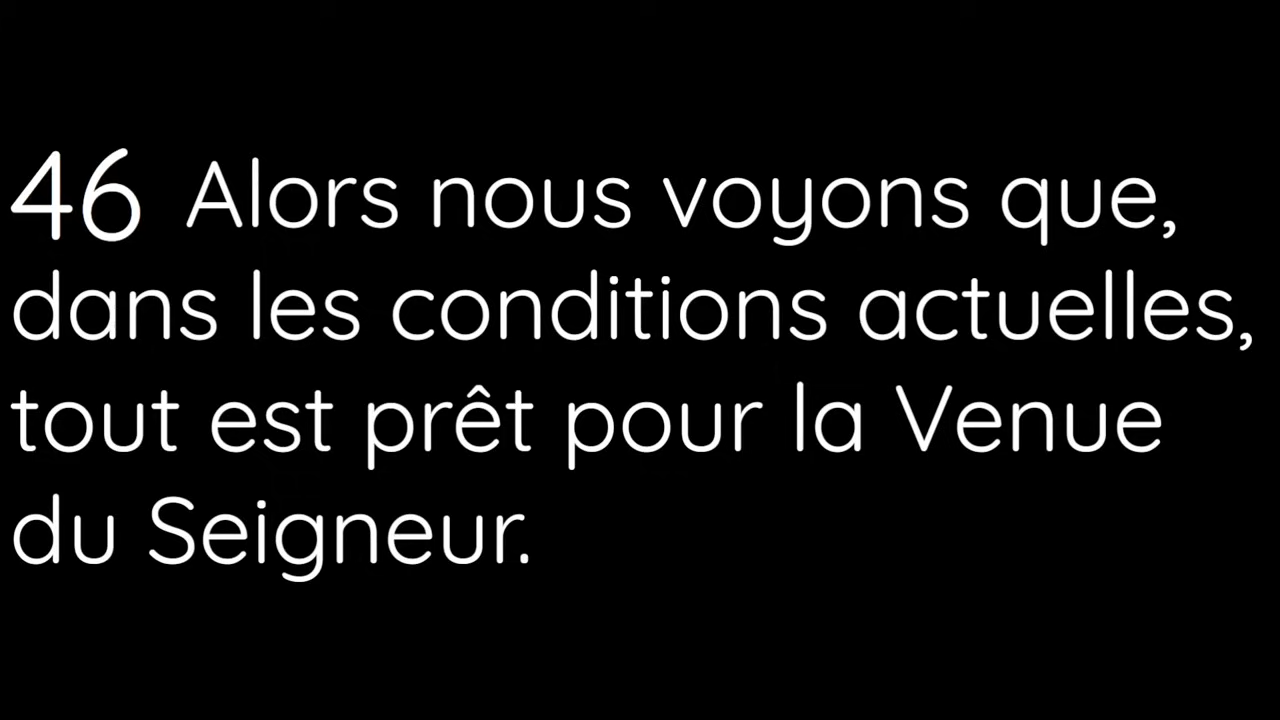 46 Alors nous voyons que,
dans les conditions actuelles,
tout est prêt pour la Venue
du Seigneur.